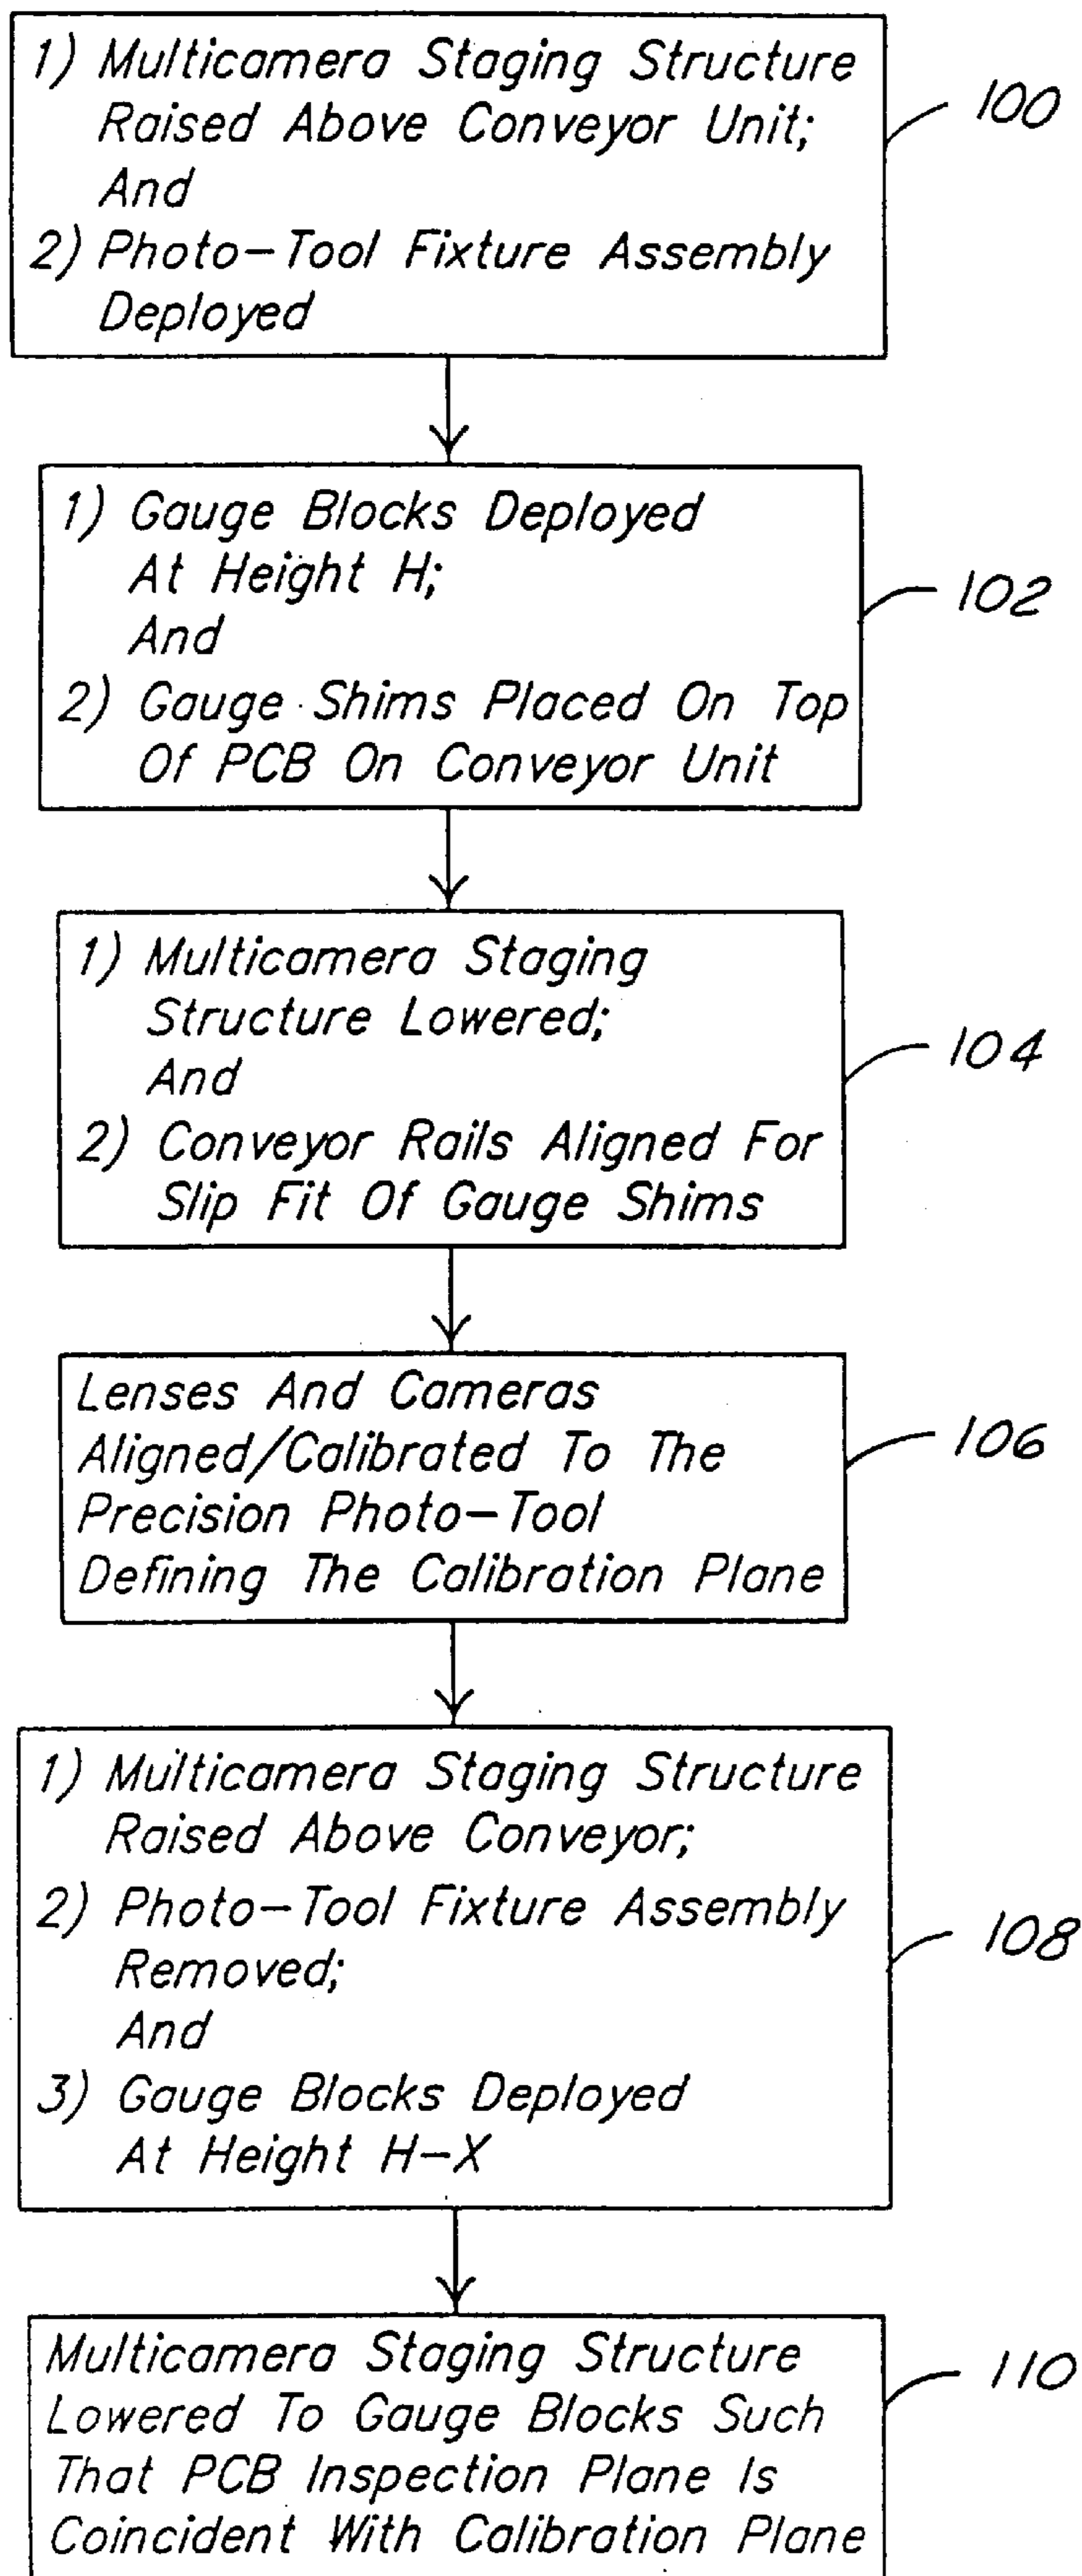 1) Multicamera Staging Structure
Raised Above Conveyor Unit;
And
2) Photo-Tool Fixture Assembly
Deployed
100
1) Gauge Blocks Deployed
At Height H;
And
2) Gauge Shims Placed On Top
Of PCB On Conveyor Unit
102
1) Multicamera Staging
Structure Lowered;
And
2) Conveyor Rails Aligned For
Slip Fit Of Gauge Shims
104
Lenses And Cameras
Aligned/Calibrated To The
Precision Photo-Tool
Defining The Calibration Plane
106
1) Multicamera Staging Structure
Raised Above Conveyor;
2) Photo-Tool Fixture Assembly
Removed;
And
3) Gauge Blocks Deployed
At Height H-X
108
Multicamera Staging Structure
Lowered To Gauge Blocks Such
That PCB Inspection Plane Is
Coincident With Calibration Plane
110